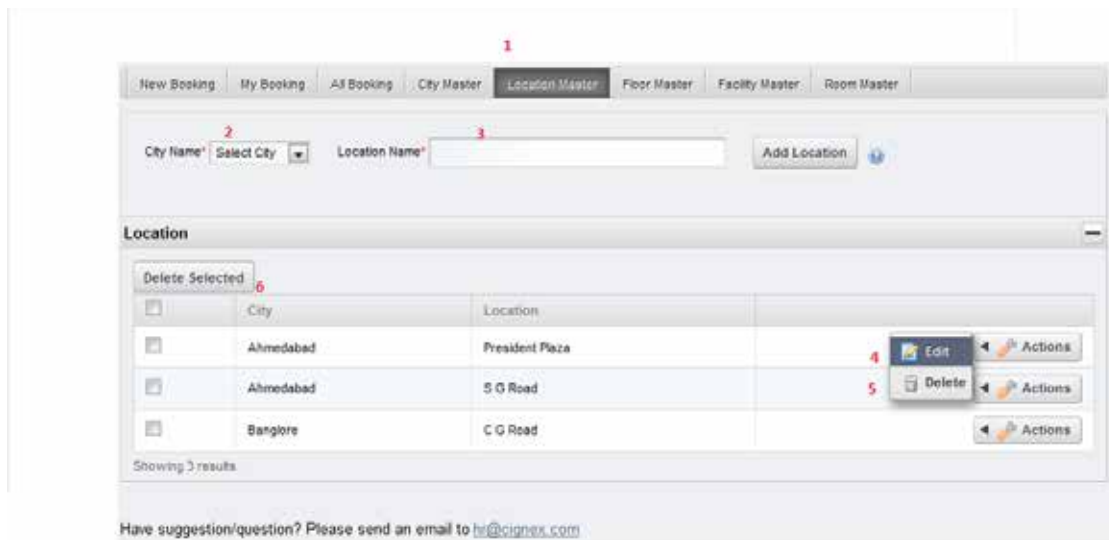 1
New Booking My Booking All Booking City Master Location Master Floor Master Facility Master Room Master
2 3
City Name* Select City Location Name* Add Location
Location
Delete Selected 6
City Location
Ahmedabad President Plaza 4 Edit Actions
Ahmedabad S G Road 5 Delete Actions
Banglore C G Road Actions
Showing 3 results.
Have suggestion/question? Please send an email to hr@cignex.com